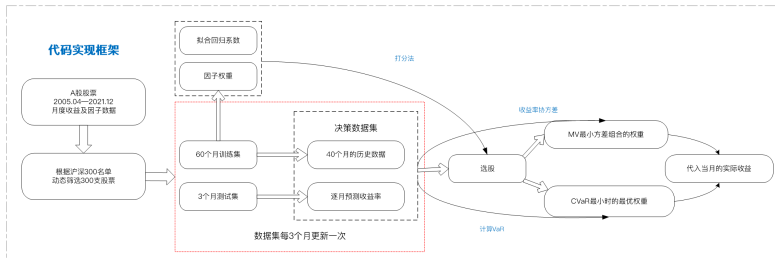 代码实现框架
A股股票
2005.04—2021.12
月度收益及因子数据
根据沪深300名单
动态筛选300支股票
拟合回归系数
因子权重
60个月训练集
3个月测试集
决策数据集
40个月的历史数据
逐月预测收益率
数据集每3个月更新一次
打分法
收益率协方差
选股
计算VaR
MV最小方差组合的权重
CVaR最小时的最优权重
代入当月的实际收益